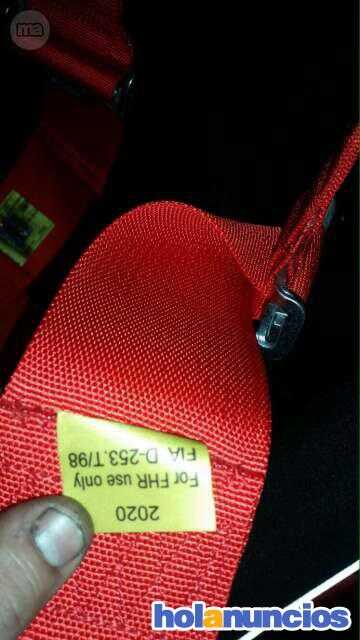 ma
2020
For FHR use only
FIA D-253.T/98
holanuncios